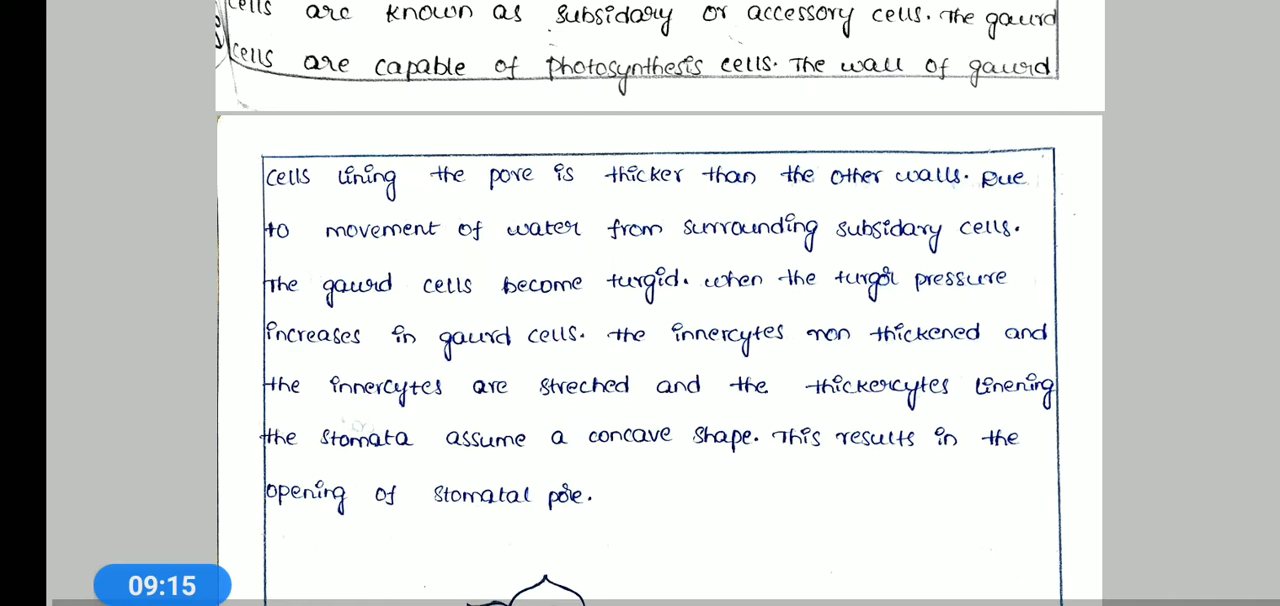 cells are known as subsidary or accessory cells. The gaurd
cells are capable of photosynthesis cells. The wall of gaurd
cells lining the pore is thicker than the other walls. Due
to movement of water from surrounding subsidary cells.
The gaurd cells become turgid. when the turgor pressure
increases in gaurd cells. the innercytes non thickened and
the innercytes are streched and the thickercytes linening
the stomata assume a concave shape. This results in the
opening of stomatal pore.
09:15